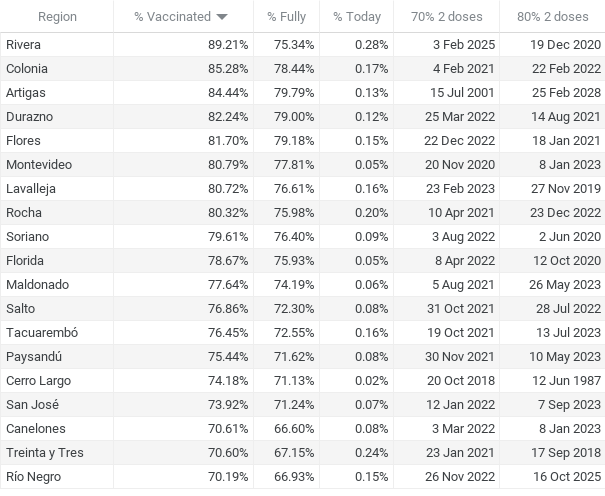 Region % Vaccinated % Fully % Today 70% 2 doses 80% 2 doses
Rivera 89.21% 75.34% 0.28% 3 Feb 2025 19 Dec 2020
Colonia 85.28% 78.44% 0.17% 4 Feb 2021 22 Feb 2022
Artigas 84.44% 79.79% 0.13% 15 Jul 2001 25 Feb 2028
Durazno 82.24% 79.00% 0.12% 25 Mar 2022 14 Aug 2021
Flores 81.70% 79.18% 0.15% 22 Dec 2022 18 Jan 2021
Montevideo 80.79% 77.81% 0.05% 20 Nov 2020 8 Jan 2023
Lavalleja 80.72% 76.61% 0.16% 23 Feb 2023 27 Nov 2019
Rocha 80.32% 75.98% 0.20% 10 Apr 2021 23 Dec 2022
Soriano 79.61% 76.40% 0.09% 3 Aug 2022 2 Jun 2020
Florida 78.67% 75.93% 0.05% 8 Apr 2022 12 Oct 2020
Maldonado 77.64% 74.19% 0.06% 5 Aug 2021 26 May 2023
Salto 76.86% 72.30% 0.08% 31 Oct 2021 28 Jul 2022
Tacuarembó 76.45% 72.55% 0.16% 19 Oct 2021 13 Jul 2023
Paysandú 75.44% 71.62% 0.08% 30 Nov 2021 10 May 2023
Cerro Largo 74.18% 71.13% 0.02% 20 Oct 2018 12 Jun 1987
San José 73.92% 71.24% 0.07% 12 Jan 2022 7 Sep 2023
Canelones 70.61% 66.60% 0.08% 3 Mar 2022 8 Jan 2023
Treinta y Tres 70.60% 67.15% 0.24% 23 Jan 2021 17 Sep 2018
Río Negro 70.19% 66.93% 0.15% 26 Nov 2022 16 Oct 2025